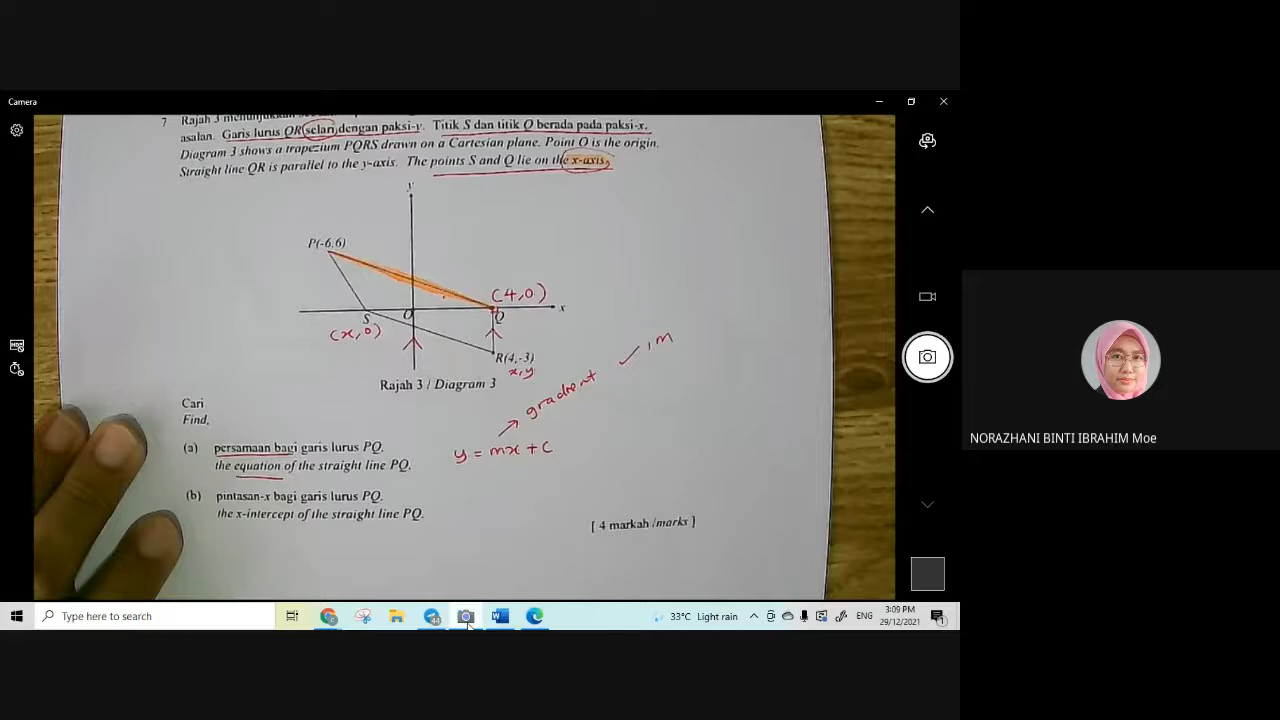 Camera
7 Rajah 3 menunjukkan
asalan. Garis lurus QR selari dengan paksi-y. Titik S dan titik Q berada pada paksi-x.
Diagram 3 shows a trapezium PQRS drawn on a Cartesian plane. Point O is the origin.
Straight line QR is parallel to the y-axis. The points S and Q lie on the x-axis.
y
P(-6,6)
(4,0)
S O Q x
(x,0)
R(4,-3)
x,y
Rajah 3 / Diagram 3
gradient ✓ , m
Cari
Find,
(a) persamaan bagi garis lurus PQ.
the equation of the straight line PQ.
y = mx + c
(b) pintasan-x bagi garis lurus PQ.
the x-intercept of the straight line PQ.
[ 4 markah /marks ]
NORAZHANI BINTI IBRAHIM Moe
Type here to search
33°C Light rain
ENG
3:09 PM
29/12/2021